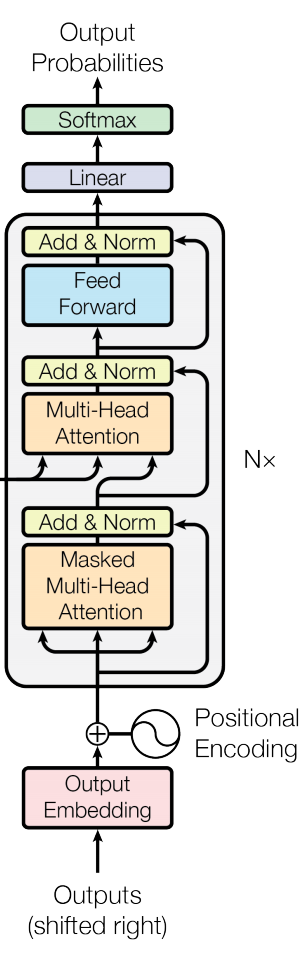 Output
Probabilities
Softmax
Linear
Add & Norm
Feed
Forward
Add & Norm
Multi-Head
Attention
N×
Add & Norm
Masked
Multi-Head
Attention
Positional
Encoding
Output
Embedding
Outputs
(shifted right)